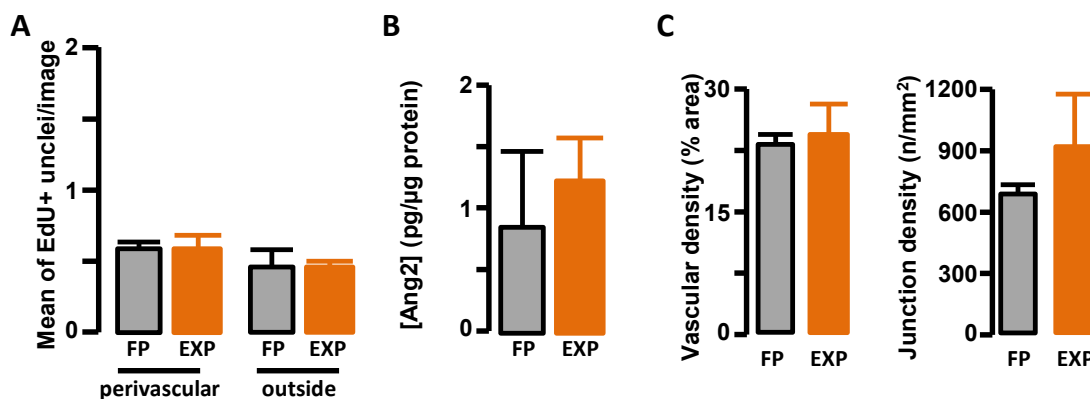 A
Mean of EdU+ unclei/image
2
1
0
FP EXP FP EXP
perivascular outside
B
[Ang2] (pg/µg protein)
2
1
0
FP EXP
C
Vascular density (% area)
30
15
0
FP EXP
Junction density (n/mm²)
1200
900
600
300
0
FP EXP